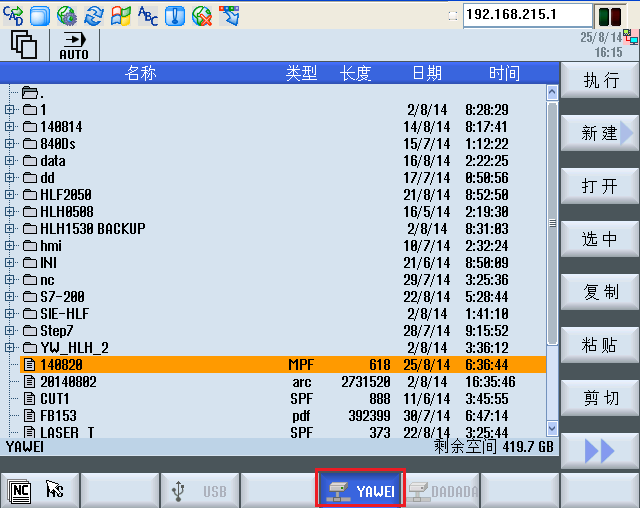 CAD ABC 192.168.215.1
AUTO 25/8/14
16:15
名称 类型 长度 日期 时间
.
1 2/8/14 8:28:29
140814 14/8/14 8:17:41
840Ds 15/7/14 1:12:22
data 16/8/14 2:22:25
dd 17/7/14 0:50:56
HLF2050 21/8/14 8:52:50
HLH0508 16/5/14 2:19:30
HLH1530 BACKUP 2/8/14 8:31:03
hmi 10/7/14 2:32:24
INI 21/6/14 8:50:09
nc 29/7/14 3:25:36
S7-200 22/8/14 5:28:44
SIE-HLF 2/8/14 1:41:10
Step7 28/7/14 9:15:52
YW_HLH_2 2/8/14 3:36:12
140820 MPF 618 25/8/14 6:36:44
20140802 arc 2731520 2/8/14 16:35:46
CUT1 SPF 888 11/6/14 3:45:55
FB153 pdf 392399 30/7/14 6:47:14
LASER_T SPF 373 22/8/14 3:25:44
YAWEI 剩余空间 419.7 GB
执行
新建
打开
选中
复制
粘贴
剪切
NC USB YAWEI DADADA